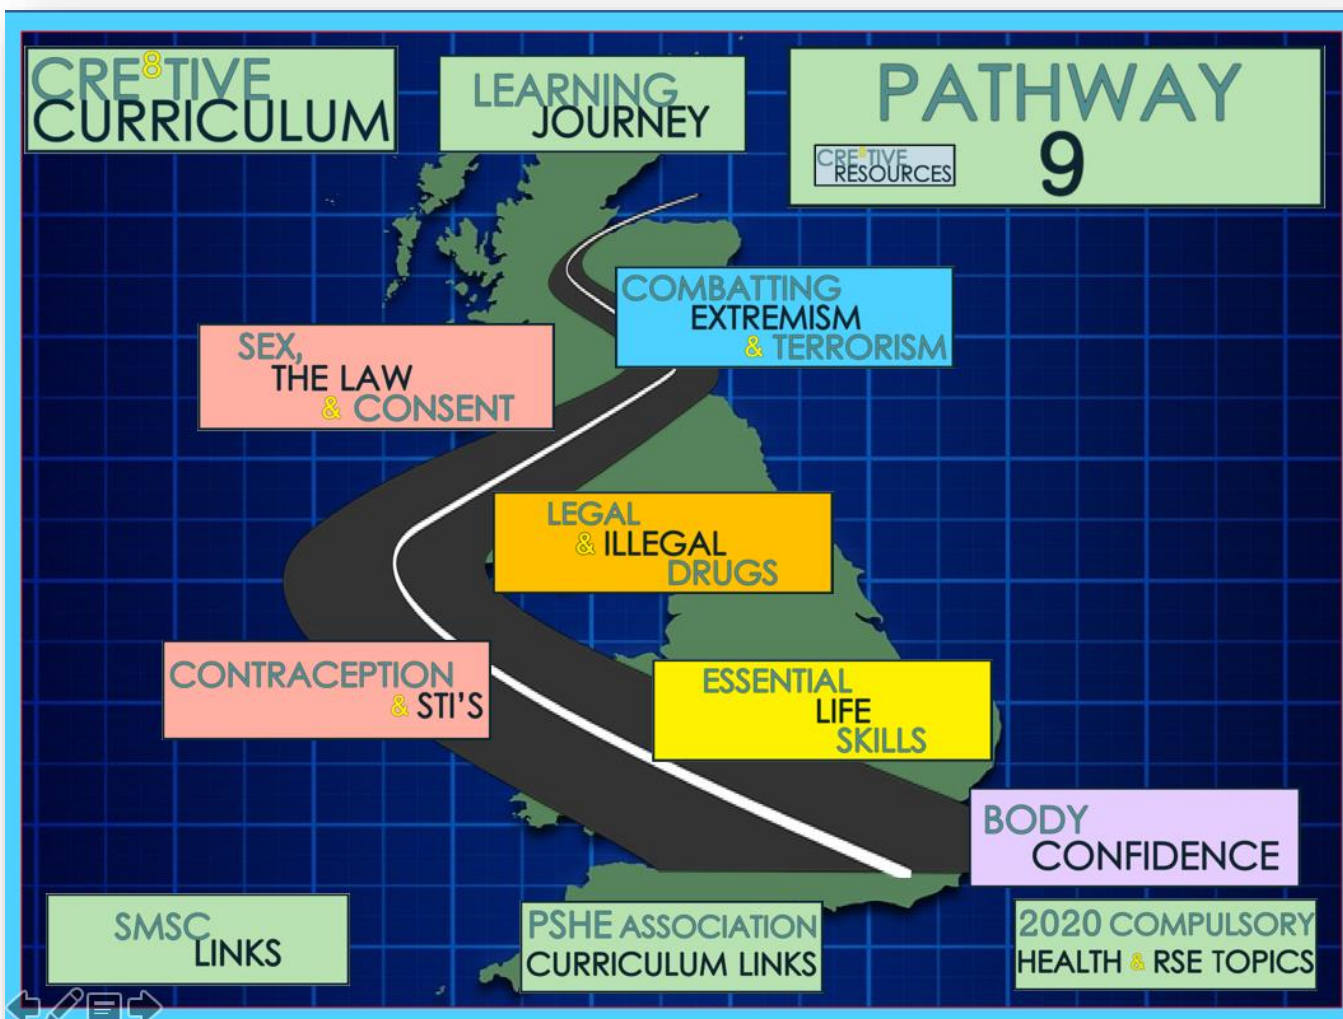 CRE8TIVE
CURRICULUM
LEARNING
JOURNEY
PATHWAY
9
CRE8TIVE
RESOURCES
COMBATTING
EXTREMISM
& TERRORISM
SEX,
THE LAW
& CONSENT
LEGAL
& ILLEGAL
DRUGS
CONTRACEPTION
& STI'S
ESSENTIAL
LIFE
SKILLS
BODY
CONFIDENCE
SMSC
LINKS
PSHE ASSOCIATION
CURRICULUM LINKS
2020 COMPULSORY
HEALTH & RSE TOPICS